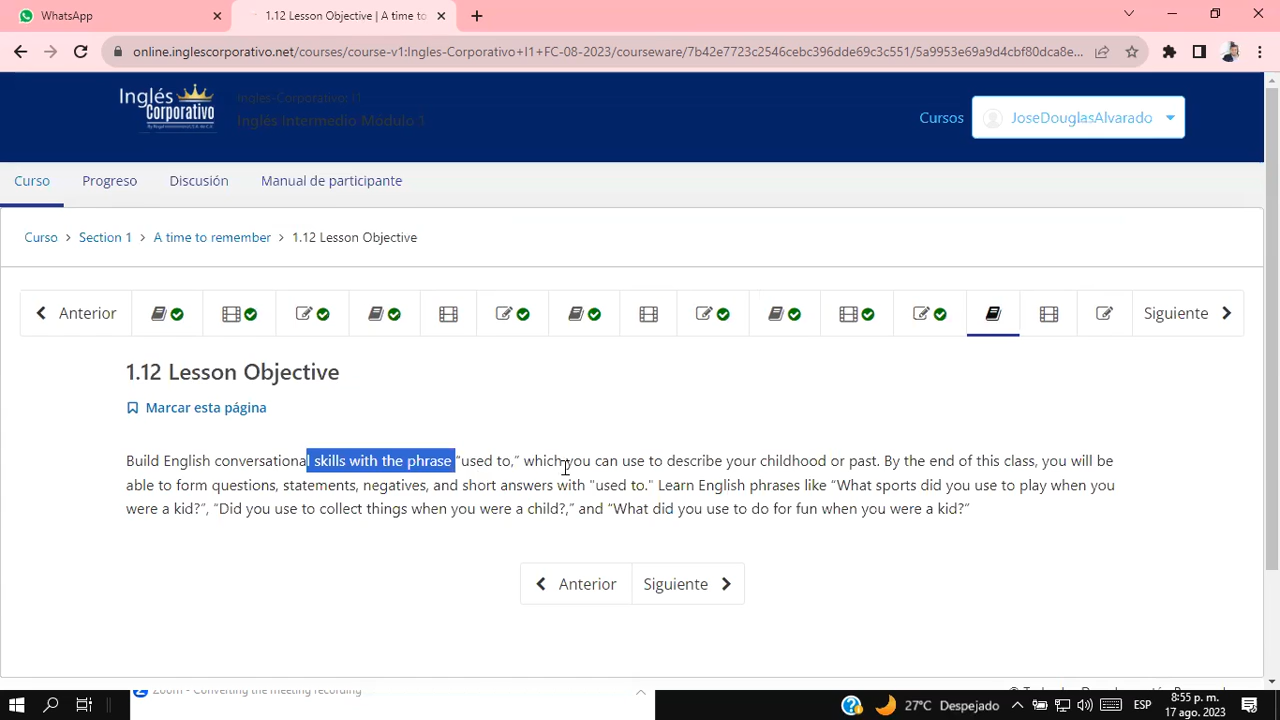 WhatsApp
1.12 Lesson Objective | A time to
online.inglescorporativo.net/courses/course-v1:Ingles-Corporativo+I1+FC-08-2023/courseware/7b42e7723c2546cebc396dde69c3c551/5a9953e69a9d4cbf80dca8e...
Inglés Corporativo
Ingles-Corporativo: I1
Inglés Intermedio Módulo 1
Cursos
JoseDouglasAlvarado
Curso Progreso Discusión Manual de participante
Curso > Section 1 > A time to remember > 1.12 Lesson Objective
Anterior
Siguiente
1.12 Lesson Objective
Marcar esta página
Build English conversational skills with the phrase “used to,” which you can use to describe your childhood or past. By the end of this class, you will be
able to form questions, statements, negatives, and short answers with "used to." Learn English phrases like “What sports did you use to play when you
were a kid?”, “Did you use to collect things when you were a child?,” and “What did you use to do for fun when you were a kid?”
Anterior
Siguiente
Zoom - Converting the meeting recording
27°C Despejado
ESP
8:55 p. m.
17 ago. 2023